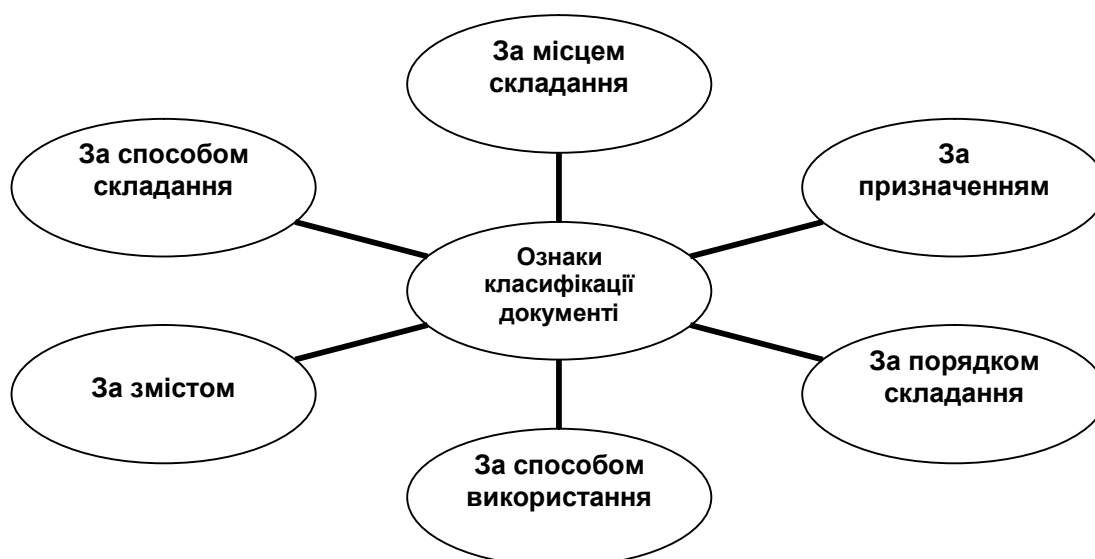 За місцем
складання
За способом
складання
За
призначенням
Ознаки
класифікації
документі
За змістом
За порядком
складання
За способом
використання